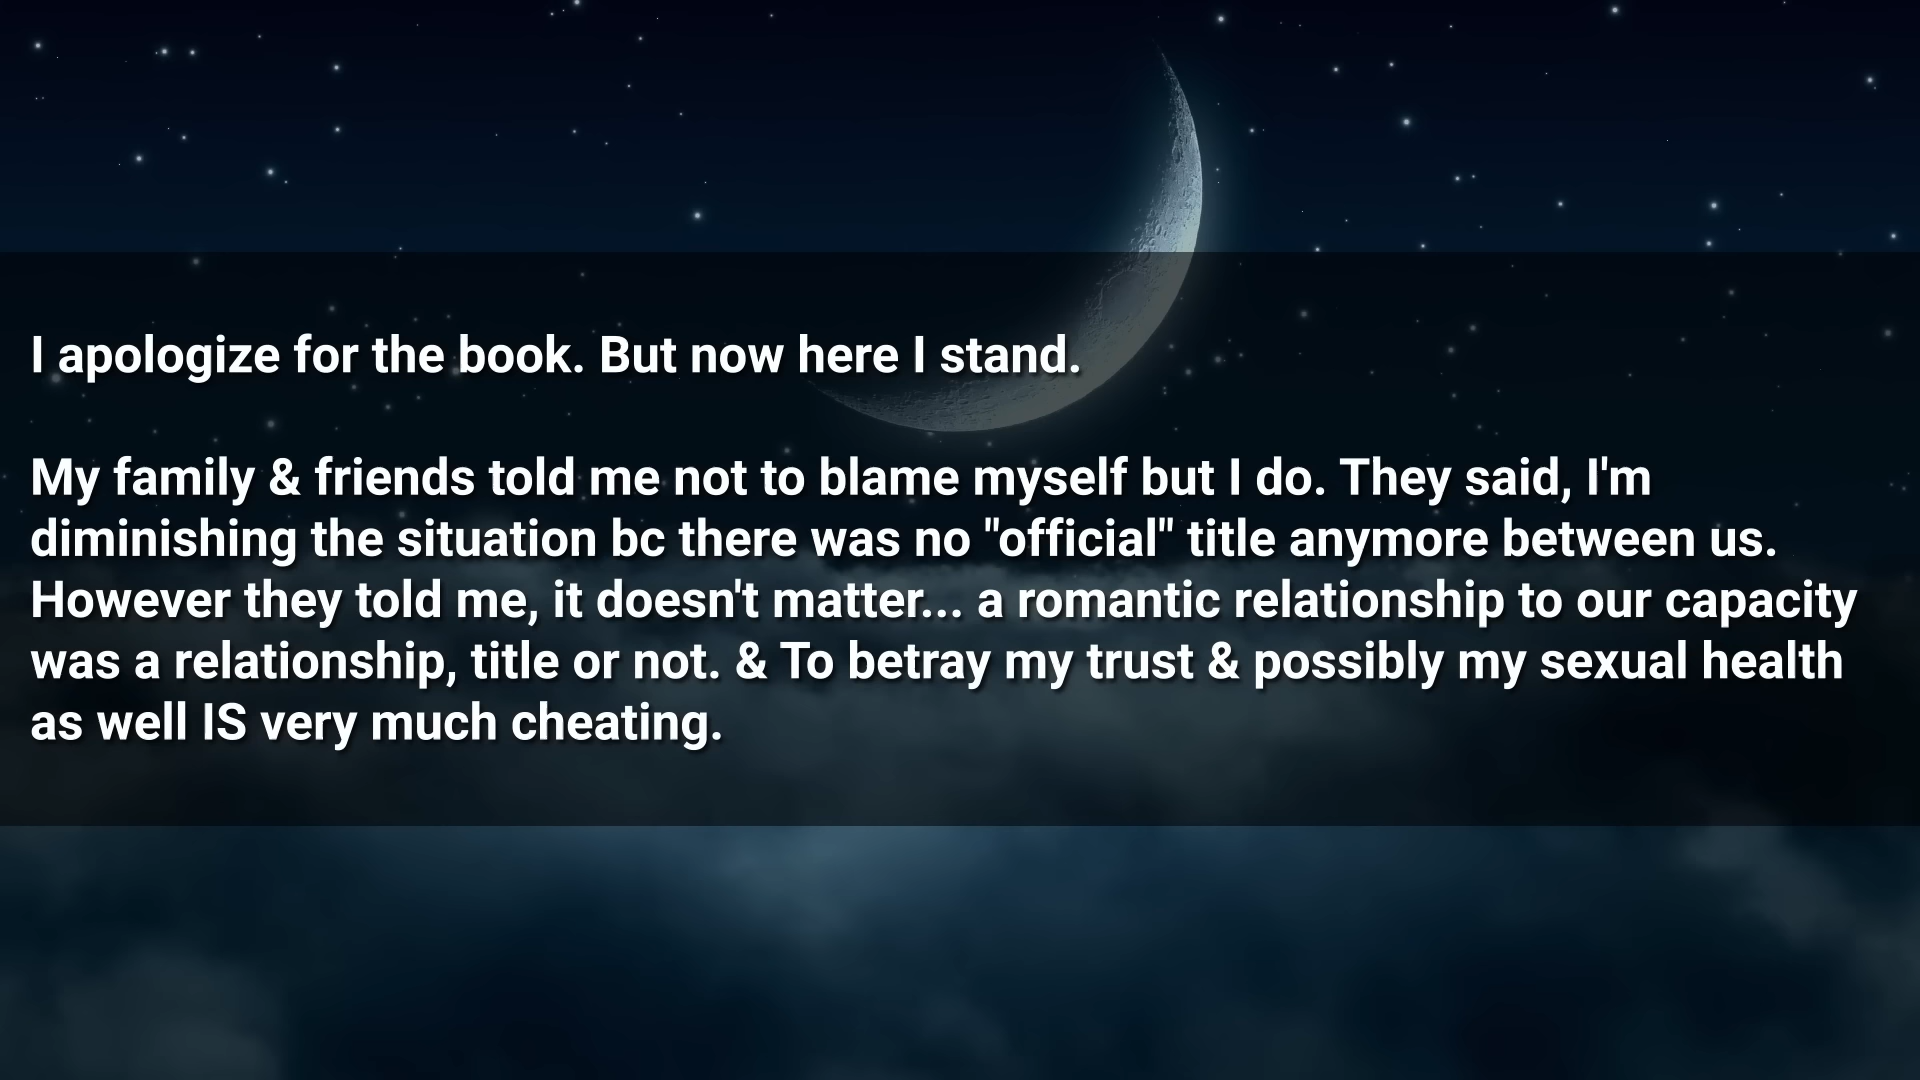 I apologize for the book. But now here I stand.
My family & friends told me not to blame myself but I do. They said, I'm
diminishing the situation bc there was no "official" title anymore between us.
However they told me, it doesn't matter... a romantic relationship to our capacity
was a relationship, title or not. & To betray my trust & possibly my sexual health
as well IS very much cheating.